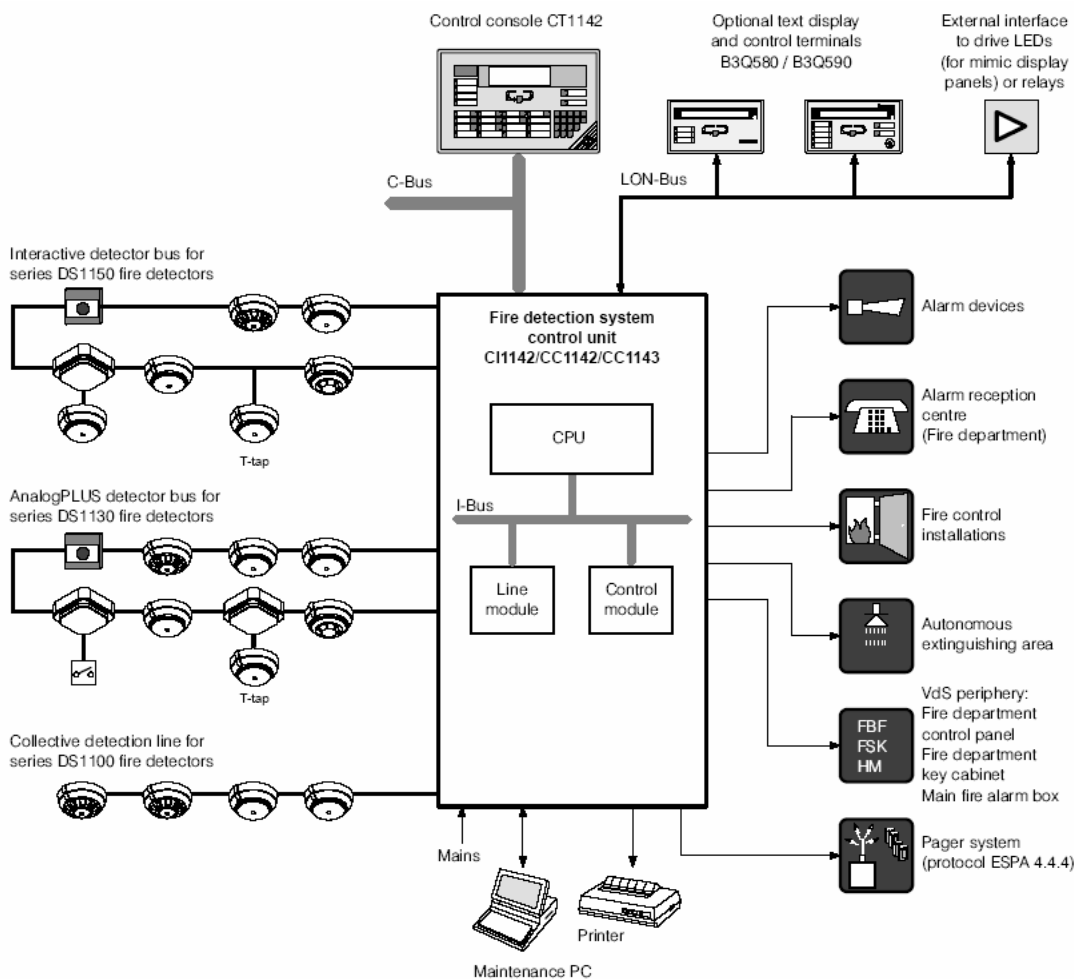 Control console CT1142
Optional text display
and control terminals
B3Q580 / B3Q590
External interface
to drive LEDs
(for mimic display
panels) or relays
C-Bus
LON-Bus
Interactive detector bus for
series DS1150 fire detectors
T-tap
AnalogPLUS detector bus for
series DS1130 fire detectors
T-tap
Collective detection line for
series DS1100 fire detectors
Fire detection system
control unit
CI1142/CC1142/CC1143
CPU
I-Bus
Line
module
Control
module
Alarm devices
Alarm reception
centre
(Fire department)
Fire control
installations
Autonomous
extinguishing area
FBF
FSK
HM
VdS periphery:
Fire department
control panel
Fire department
key cabinet
Main fire alarm box
Pager system
(protocol ESPA 4.4.4)
Mains
Maintenance PC
Printer